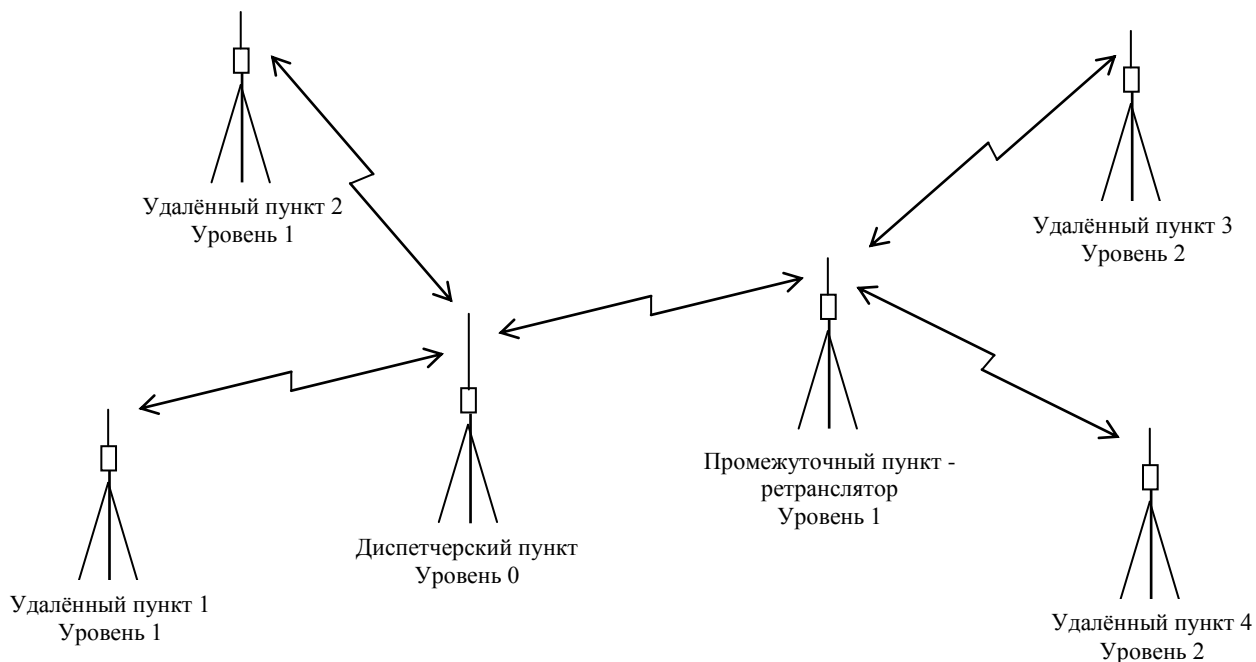 Удалённый пункт 2
Уровень 1
Удалённый пункт 3
Уровень 2
Промежуточный пункт -
ретранслятор
Уровень 1
Диспетчерский пункт
Уровень 0
Удалённый пункт 1
Уровень 1
Удалённый пункт 4
Уровень 2